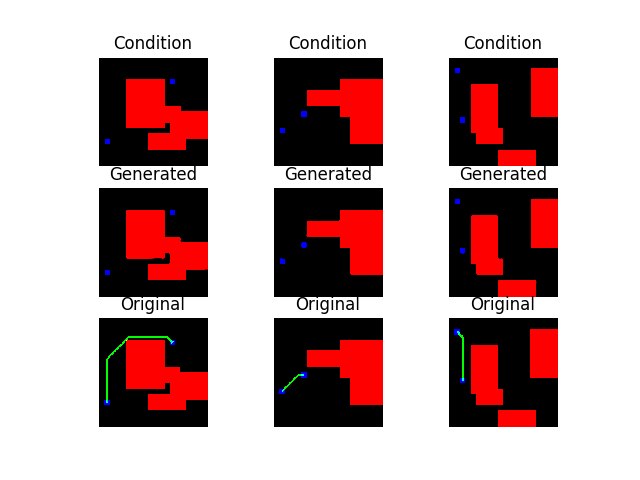 Condition Condition Condition
Generated Generated Generated
Original Original Original